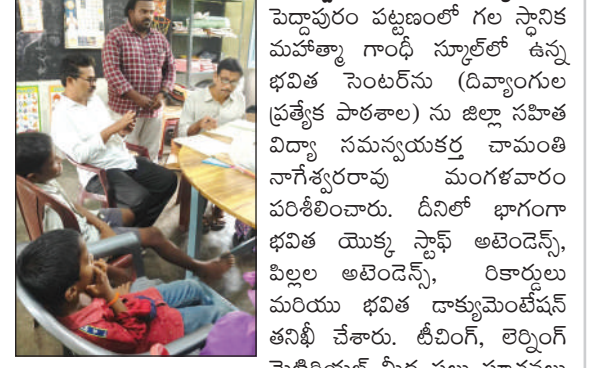 పెద్దాపురం పట్టణంలో గల స్థానిక
మహాత్మా గాంధీ స్కూల్‌లో ఉన్న
భవిత సెంటర్‌ను (దివ్యాంగుల
ప్రత్యేక పాఠశాల) ను జిల్లా సహిత
విద్యా సమన్వయకర్త చామంతి
నాగేశ్వరరావు మంగళవారం
పరిశీలించారు. దీనిలో భాగంగా
భవిత యొక్క స్టాఫ్ అటెండెన్స్,
పిల్లల అటెండెన్స్, రికార్డులు
మరియు భవిత డాక్యుమెంటేషన్
తనిఖీ చేశారు. టీచింగ్, లెర్నింగ్